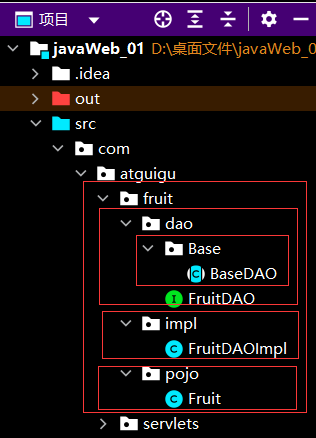 项目
javaWeb_01 D:\桌面文件\javaWeb_0
.idea
out
src
com
atguigu
fruit
dao
Base
C BaseDAO
I FruitDAO
impl
C FruitDAOImpl
pojo
C Fruit
servlets